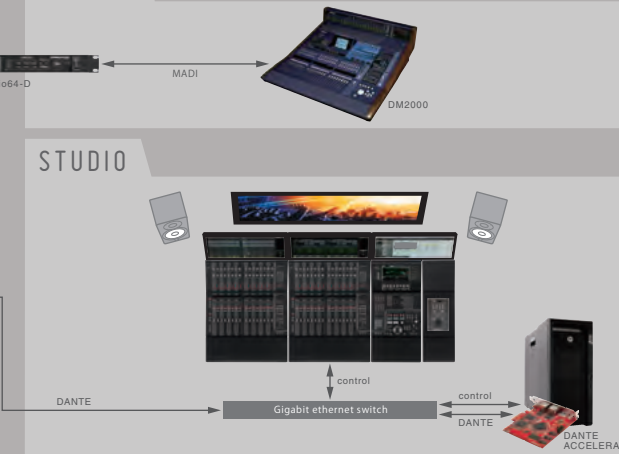 MADI
o64-D
DM2000
STUDIO
control
DANTE
Gigabit ethernet switch
control
DANTE
DANTE
ACCELERA